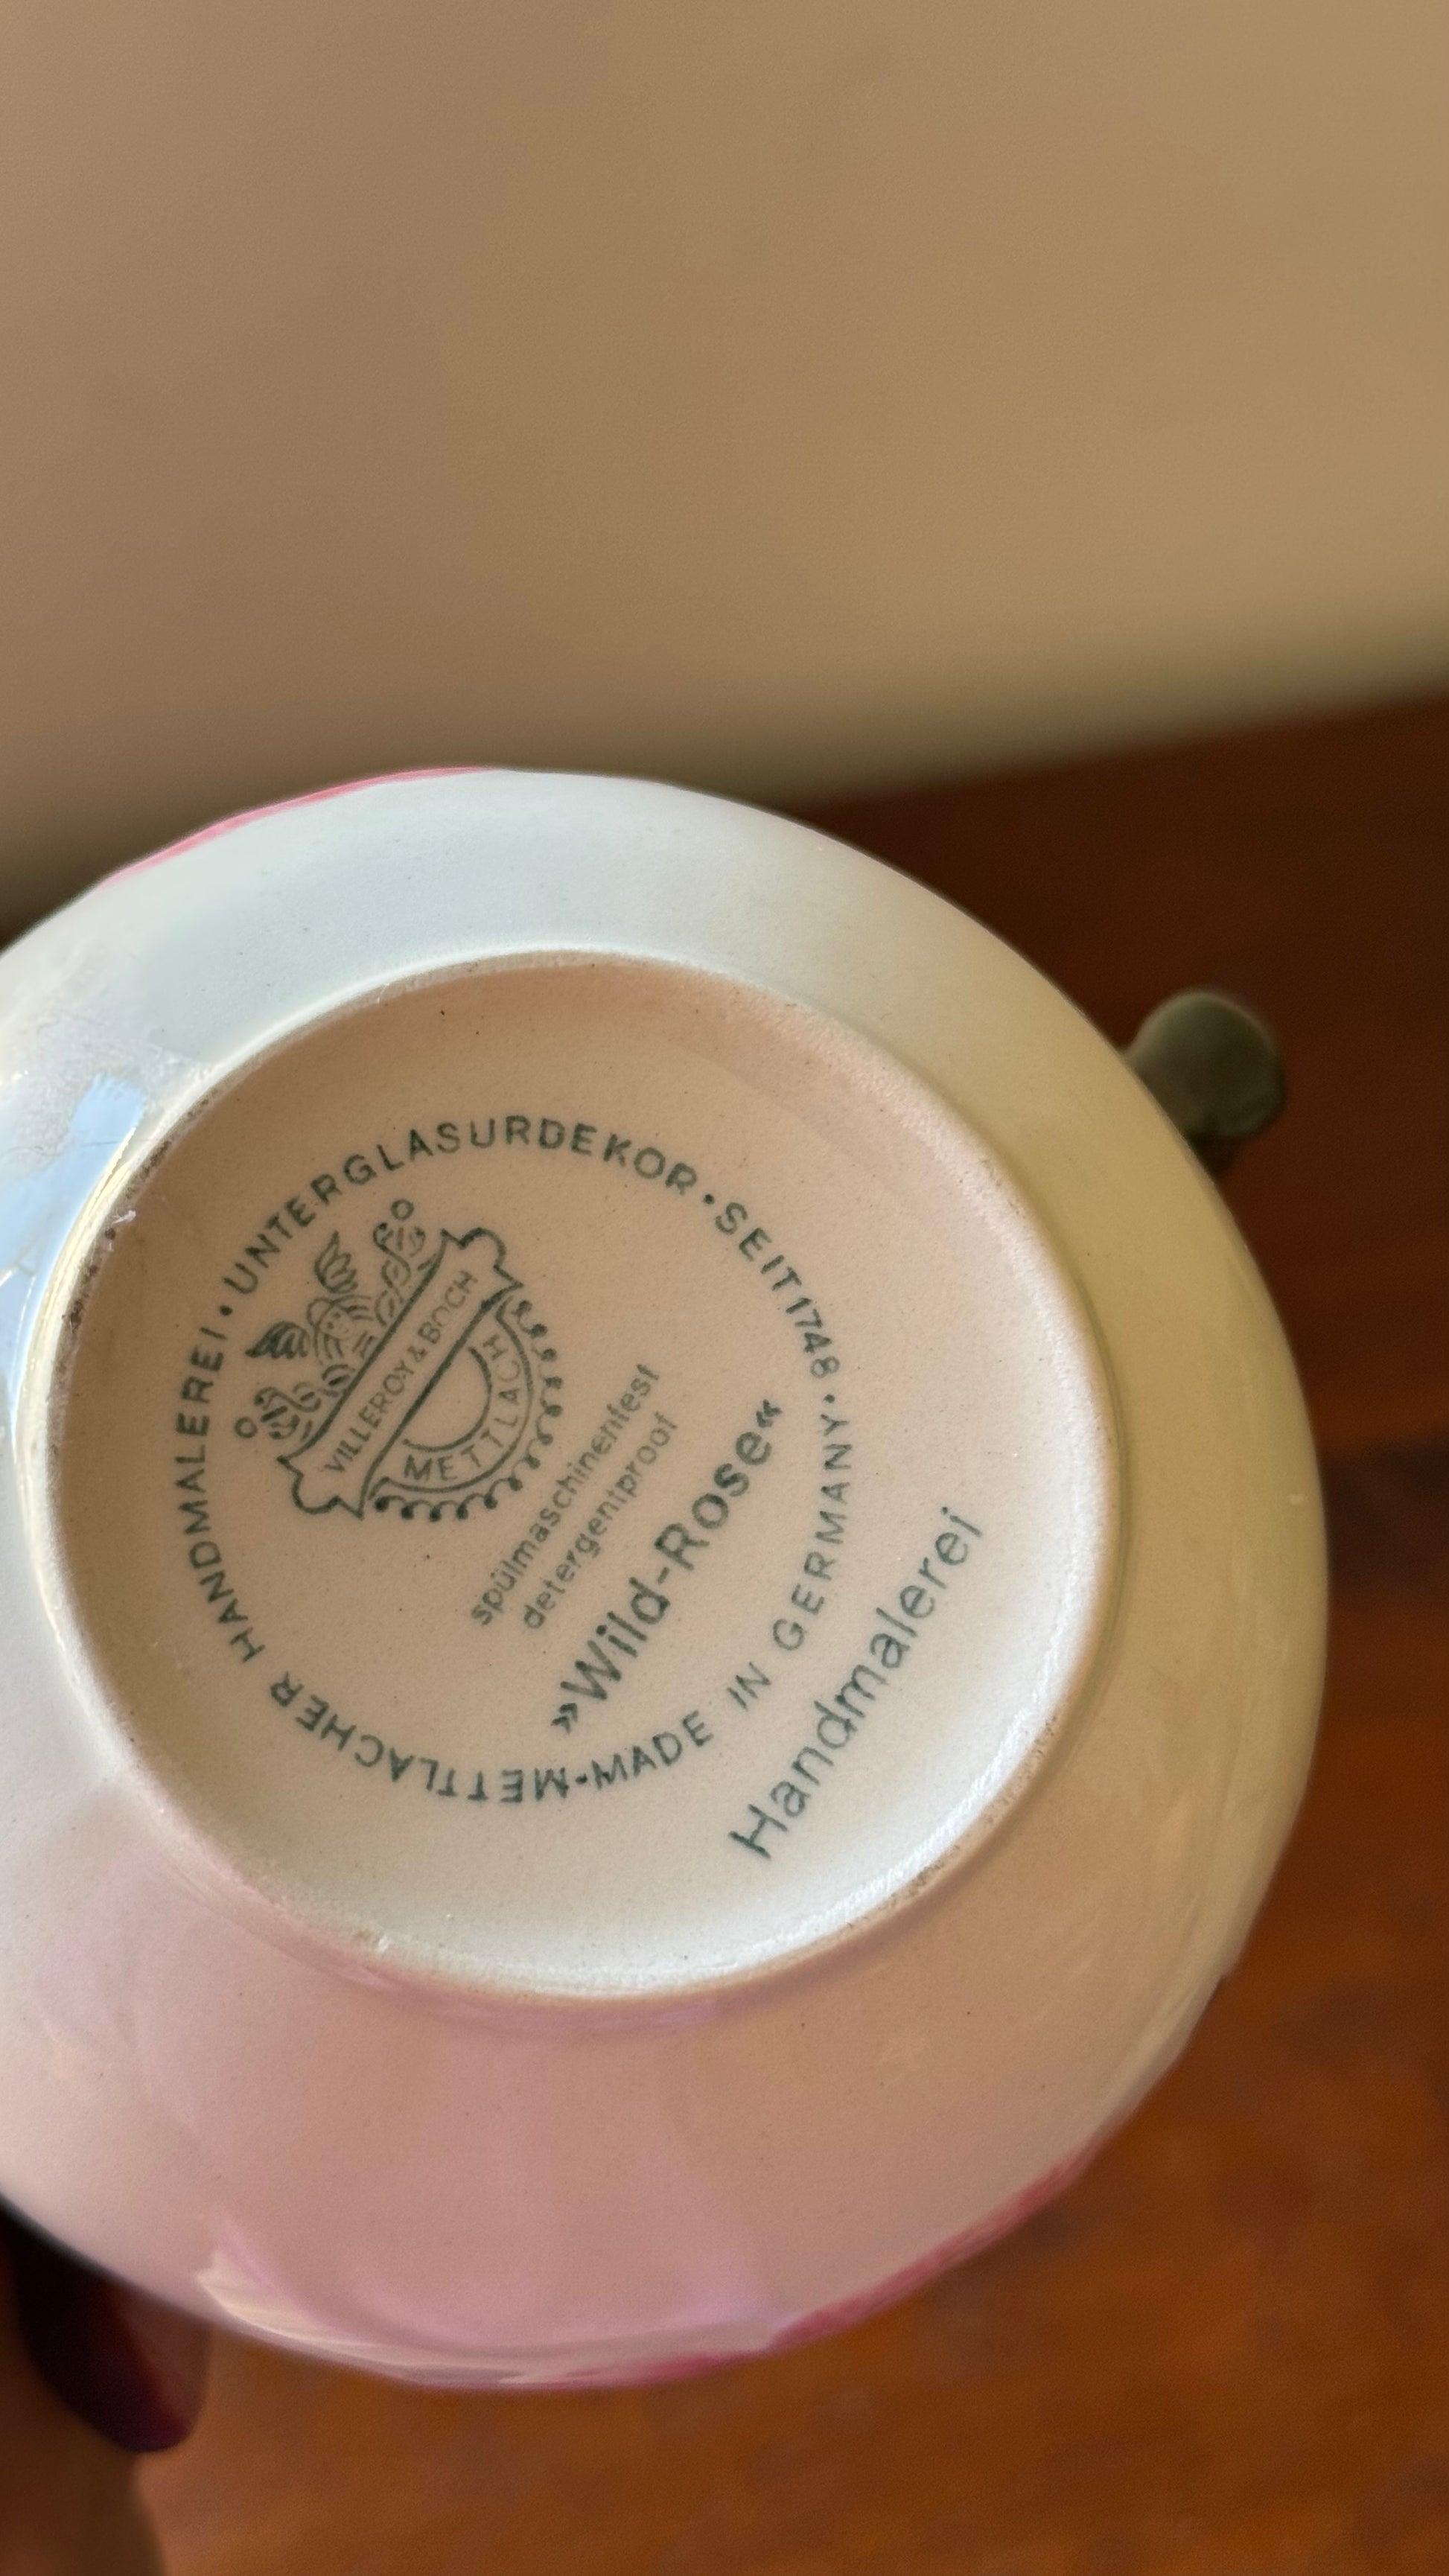 METTLACHER HANDMALEREI · UNTERGLASURDEKOR · SEIT 1748 · MADE IN GERMANY ·
VILLEROY & BOCH
METTLACH
spülmaschinenfest
detergentproof
»Wild-Rose«
Handmalerei